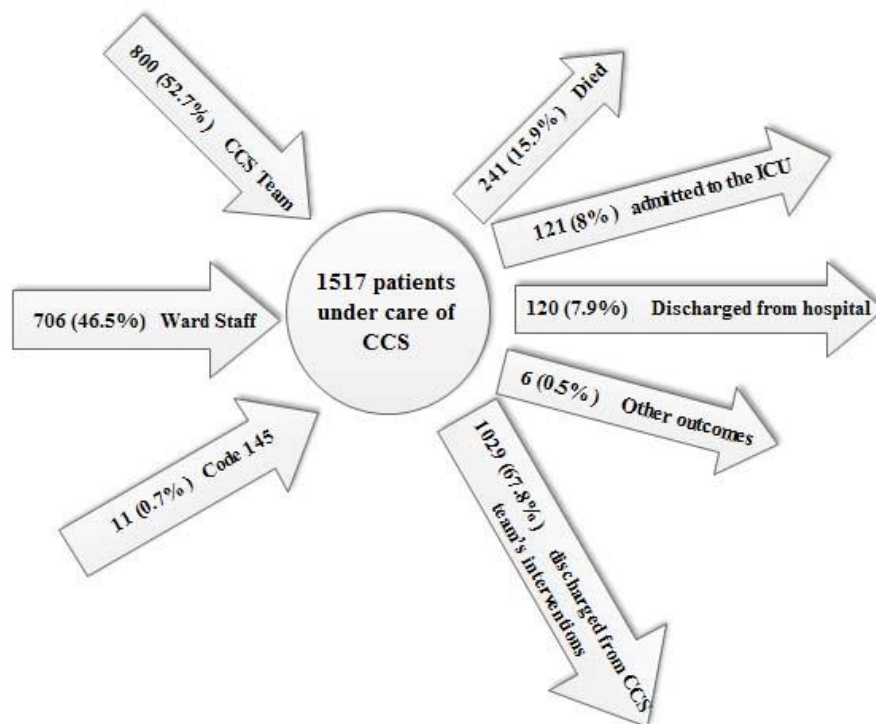 800 (52.7%) CCS Team
706 (46.5%) Ward Staff
11 (0.7%) Code 145
1517 patients
under care of
CCS
241 (15.9%) Died
121 (8%) admitted to the ICU
120 (7.9%) Discharged from hospital
6 (0.5%) Other outcomes
1029 (67.8%) discharged from CCS
team's interventions